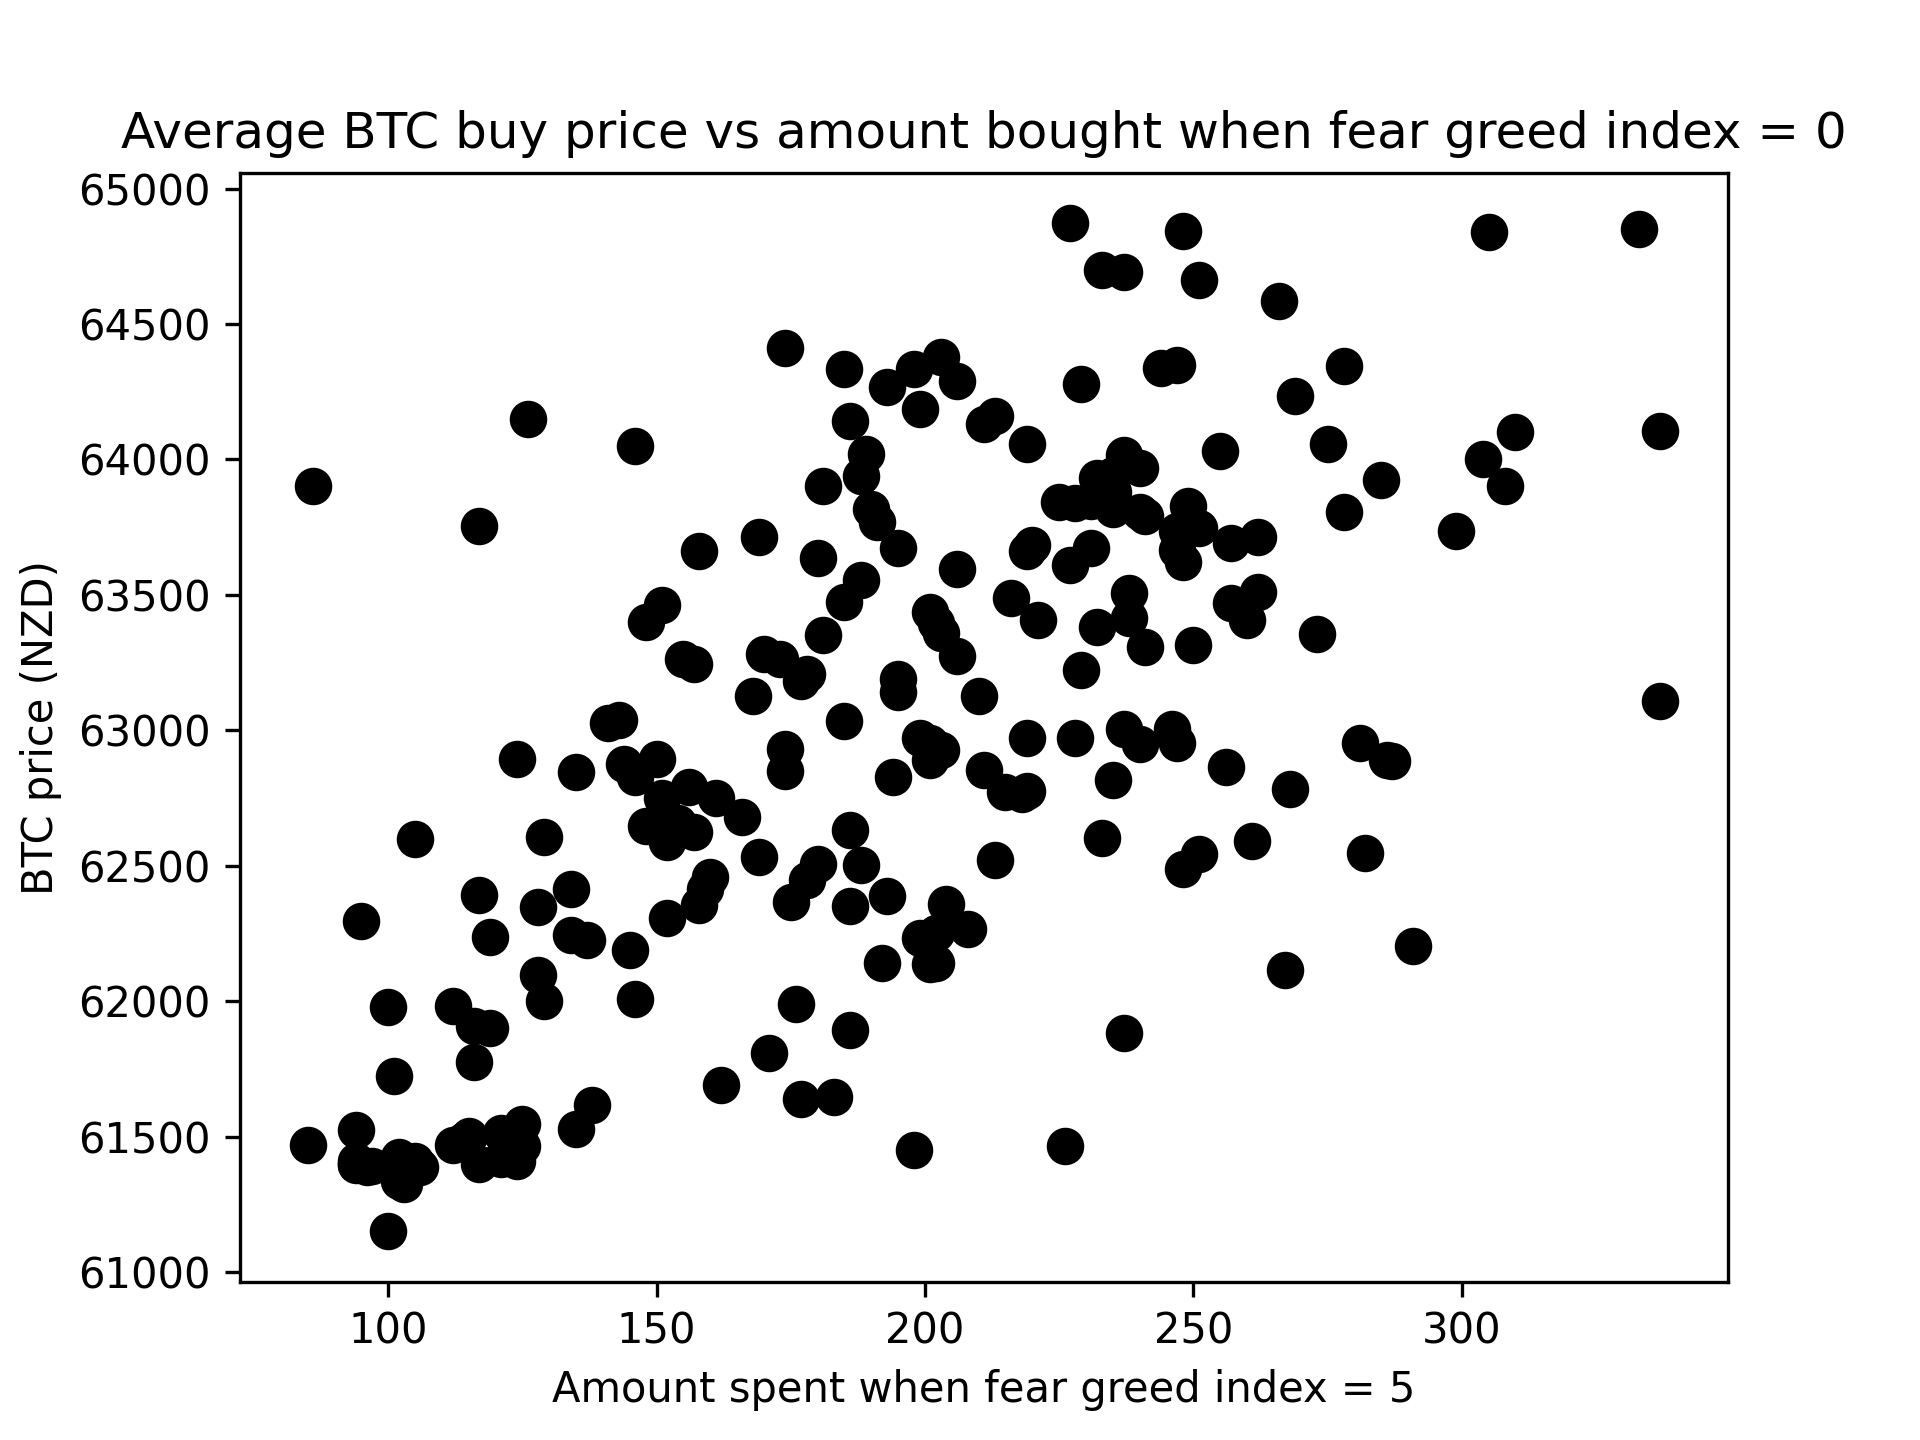 Average BTC buy price vs amount bought when fear greed index = 0
65000
64500
64000
63500
63000
62500
62000
61500
61000
BTC price (NZD)
100 150 200 250 300
Amount spent when fear greed index = 5